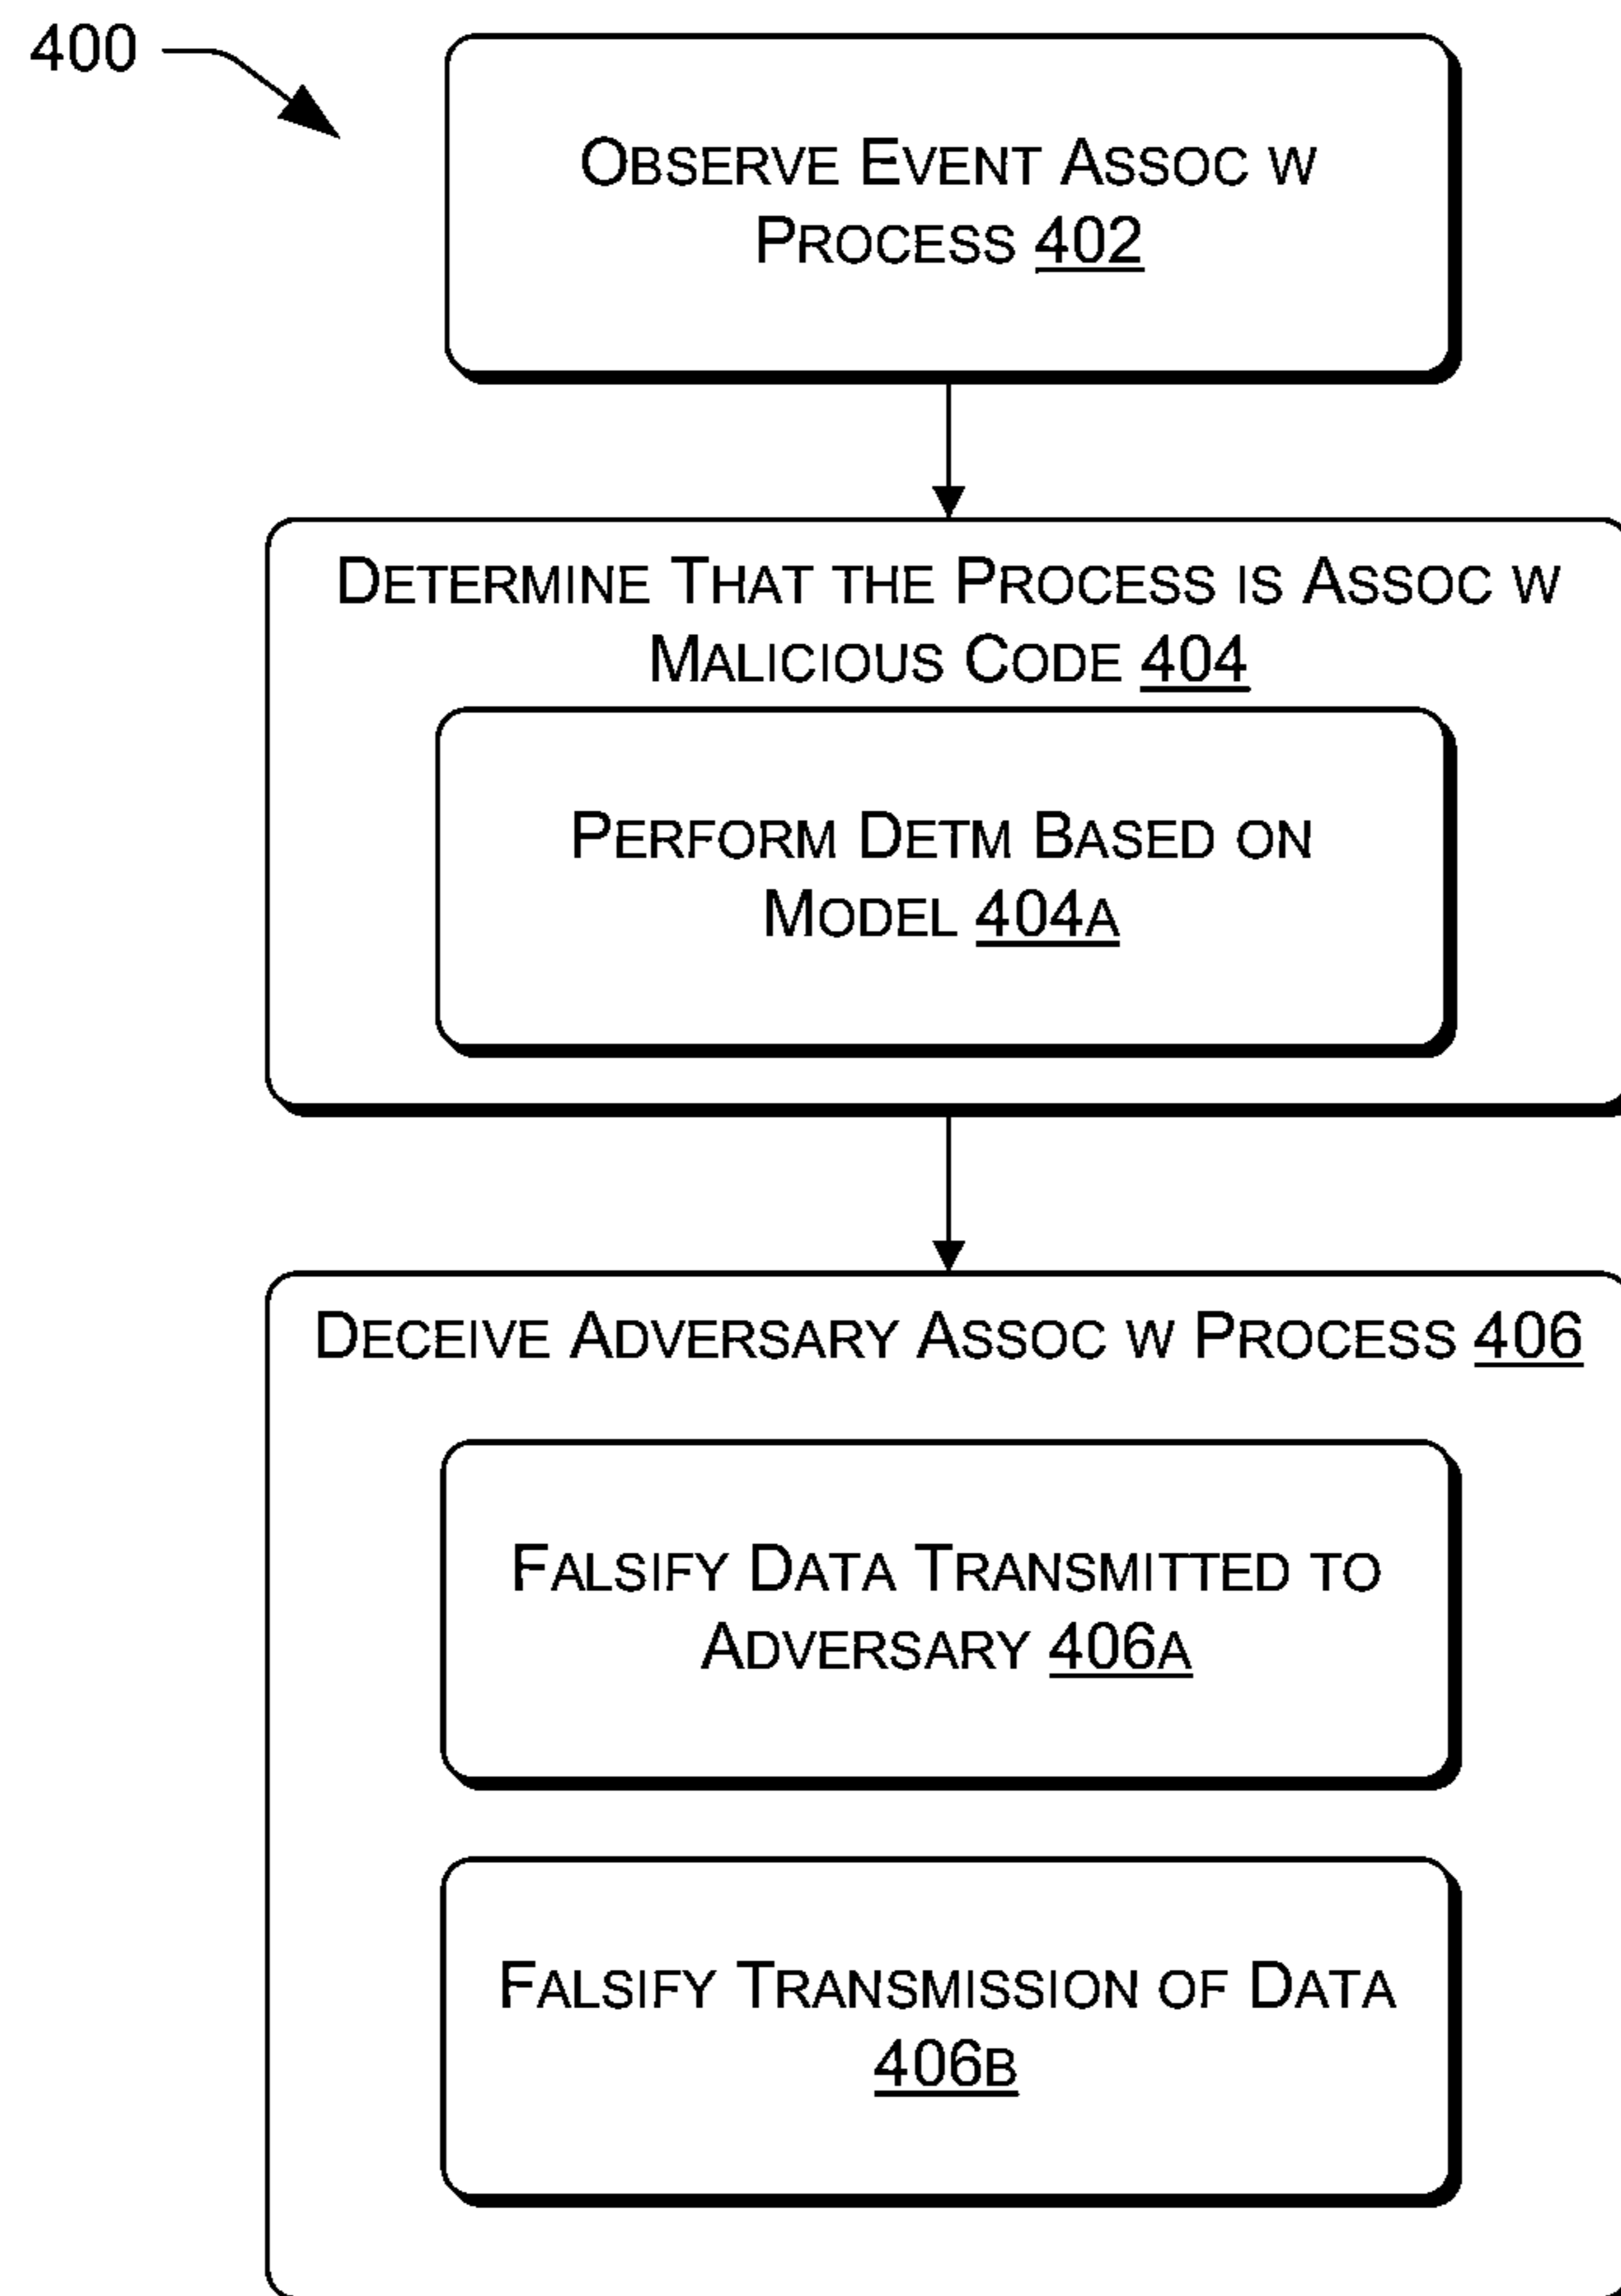 400
OBSERVE EVENT ASSOC W
PROCESS 402
DETERMINE THAT THE PROCESS IS ASSOC W
MALICIOUS CODE 404
PERFORM DETM BASED ON
MODEL 404A
DECEIVE ADVERSARY ASSOC W PROCESS 406
FALSIFY DATA TRANSMITTED TO
ADVERSARY 406A
FALSIFY TRANSMISSION OF DATA
406B